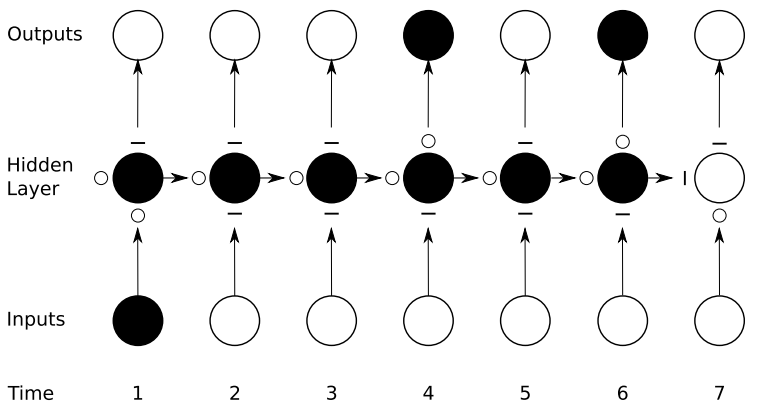 Outputs
Hidden
Layer
Inputs
Time 1 2 3 4 5 6 7